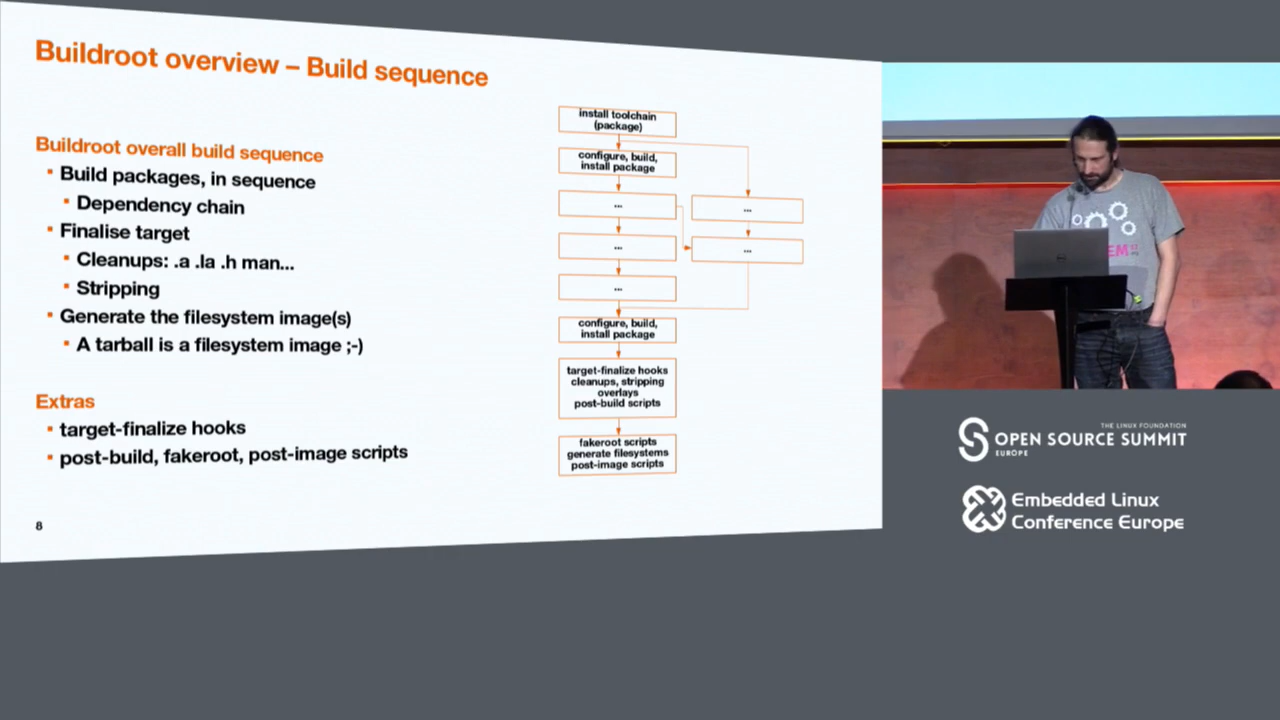 Buildroot overview – Build sequence
Buildroot overall build sequence
Build packages, in sequence
Dependency chain
Finalise target
Cleanups: .a .la .h man...
Stripping
Generate the filesystem image(s)
A tarball is a filesystem image ;-)
Extras
target-finalize hooks
post-build, fakeroot, post-image scripts
8
install toolchain
(package)
configure, build,
install package
...
...
...
...
...
configure, build,
install package
target-finalize hooks
cleanups, stripping
overlays
post-build scripts
fakeroot scripts
generate filesystems
post-image scripts
EM
DELL
THE LINUX FOUNDATION
OPEN SOURCE SUMMIT
EUROPE
Embedded Linux
Conference Europe